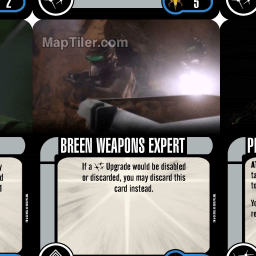 2
5
MapTiler.com
BREEN WEAPONS EXPERT
If a Upgrade would be disabled
or discarded, you may discard this
card instead.